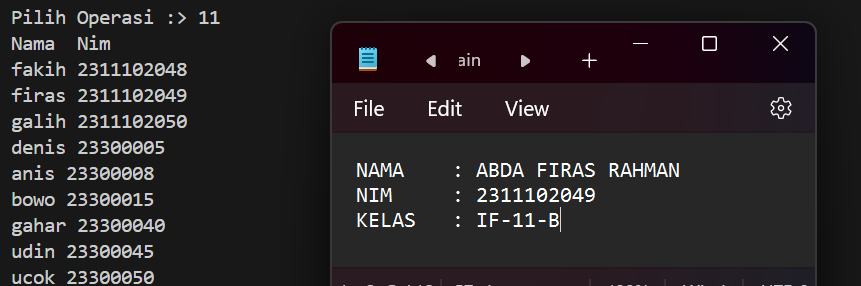 Pilih Operasi :> 11
Nama  Nim
fakih 2311102048
firas 2311102049
galih 2311102050
denis 23300005
anis 23300008
bowo 23300015
gahar 23300040
udin 23300045
ucok 23300050
ain
File Edit View
NAMA    : ABDA FIRAS RAHMAN
NIM     : 2311102049
KELAS   : IF-11-B